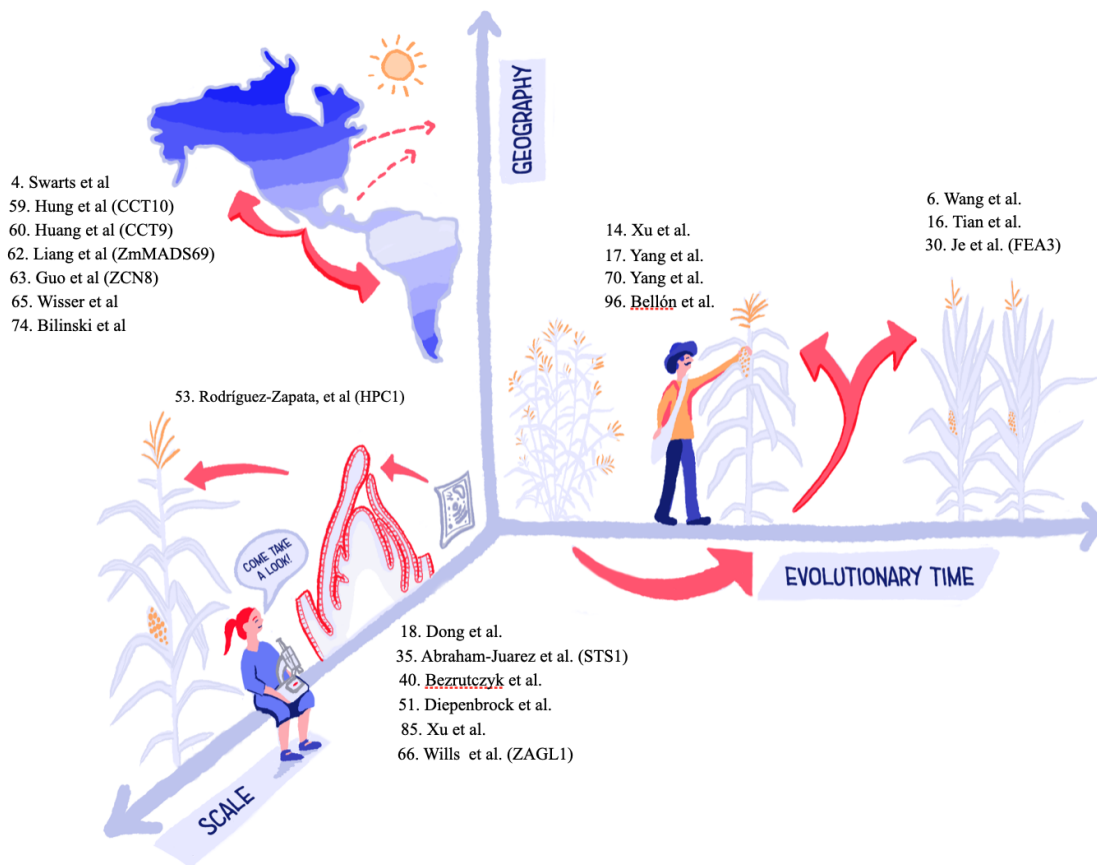 GEOGRAPHY
4. Swarts et al
59. Hung et al (CCT10)
60. Huang et al (CCT9)
62. Liang et al (ZmMADS69)
63. Guo et al (ZCN8)
65. Wisser et al
74. Bilinski et al
6. Wang et al.
16. Tian et al.
30. Je et al. (FEA3)
14. Xu et al.
17. Yang et al.
70. Yang et al.
96. Bellón et al.
53. Rodríguez-Zapata, et al (HPC1)
COME TAKE
A LOOK!
EVOLUTIONARY TIME
18. Dong et al.
35. Abraham-Juarez et al. (STS1)
40. Bezrutczyk et al.
51. Diepenbrock et al.
85. Xu et al.
66. Wills  et al. (ZAGL1)
SCALE